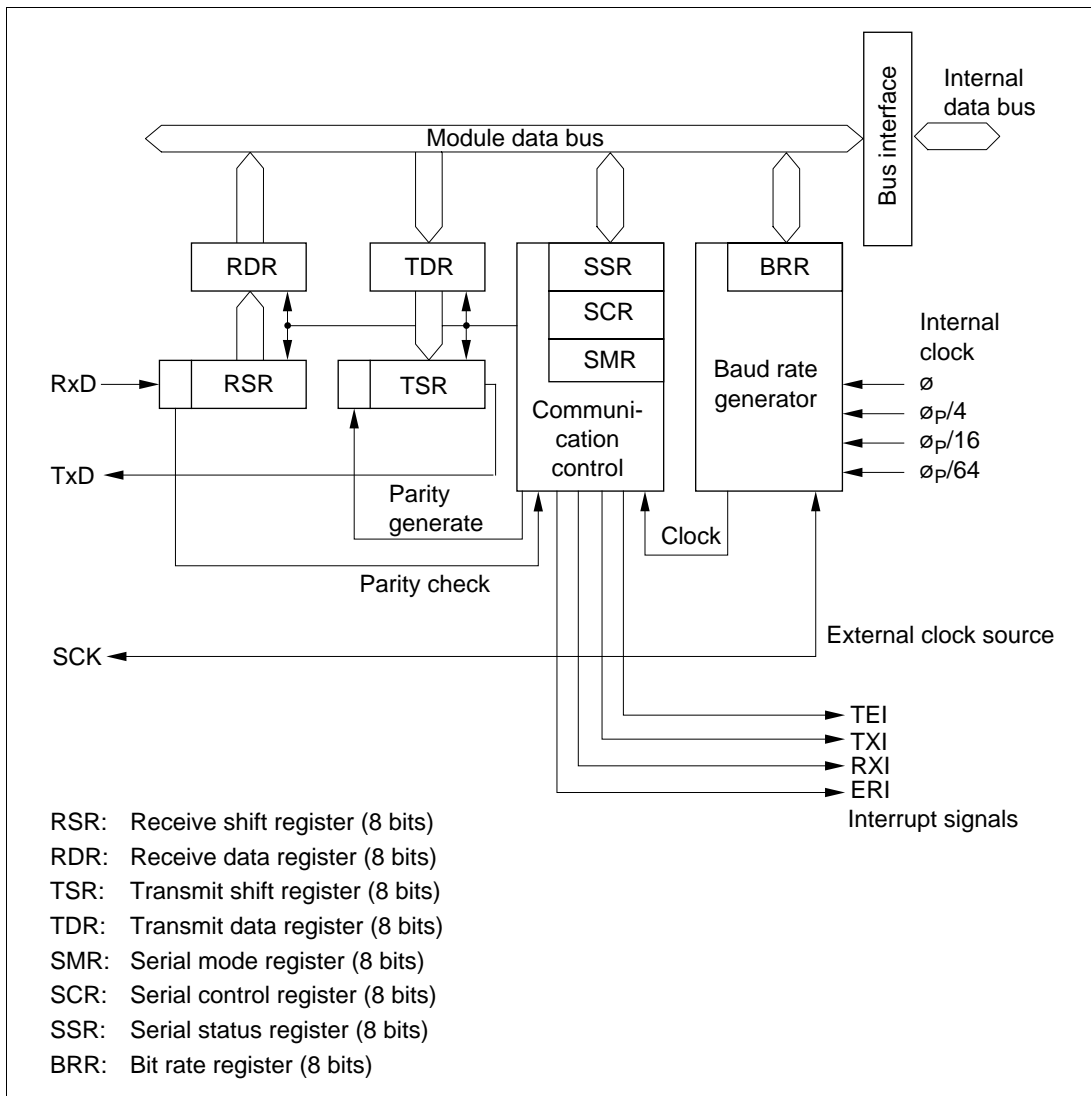 Internal
data bus
Bus interface
Module data bus
RDR
TDR
SSR
BRR
SCR
SMR
RxD
RSR
TSR
Baud rate
generator
Internal
clock
ø
øP/4
øP/16
øP/64
Communi-
cation
control
TxD
Parity
generate
Clock
Parity check
External clock source
SCK
TEI
TXI
RXI
ERI
Interrupt signals
RSR: Receive shift register (8 bits)
RDR: Receive data register (8 bits)
TSR: Transmit shift register (8 bits)
TDR: Transmit data register (8 bits)
SMR: Serial mode register (8 bits)
SCR: Serial control register (8 bits)
SSR: Serial status register (8 bits)
BRR: Bit rate register (8 bits)